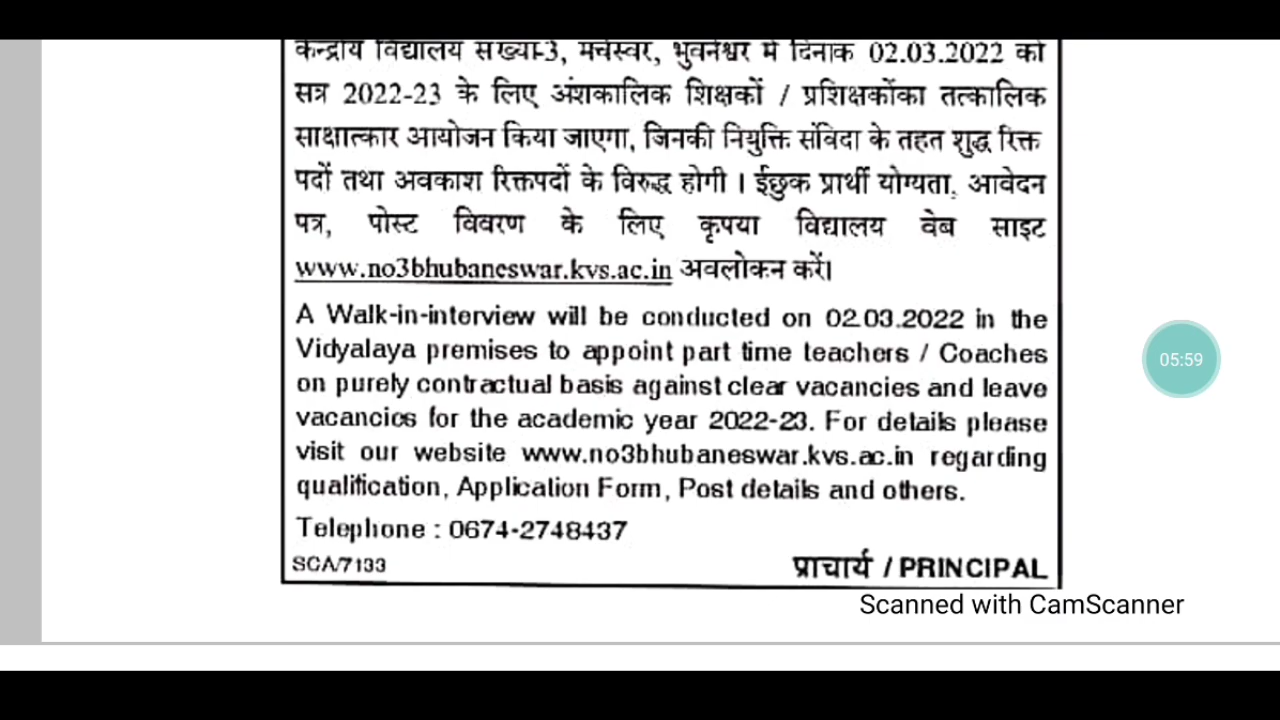 केन्द्रीय विद्यालय संख्या-3, मंचेस्वर, भुवनेश्वर में दिनांक 02.03.2022 को
सत्र 2022-23 के लिए अंशकालिक शिक्षकों / प्रशिक्षकोंका तत्कालिक
साक्षात्कार आयोजन किया जाएगा, जिनकी नियुक्ति संविदा के तहत शुद्ध रिक्त
पदों तथा अवकाश रिक्तपदों के विरुद्ध होगी । ईछुक प्रार्थी योग्यता, आवेदन
पत्र, पोस्ट विवरण के लिए कृपया विद्यालय वेब साइट
www.no3bhubaneswar.kvs.ac.in अवलोकन करें।
A Walk-in-interview will be conducted on 02.03.2022 in the
Vidyalaya premises to appoint part time teachers / Coaches
on purely contractual basis against clear vacancies and leave
vacancies for the academic year 2022-23. For details please
visit our website www.no3bhubaneswar.kvs.ac.in regarding
qualification, Application Form, Post details and others.
Telephone : 0674-2748437
SCA/7133 प्राचार्य / PRINCIPAL
Scanned with CamScanner
05:59